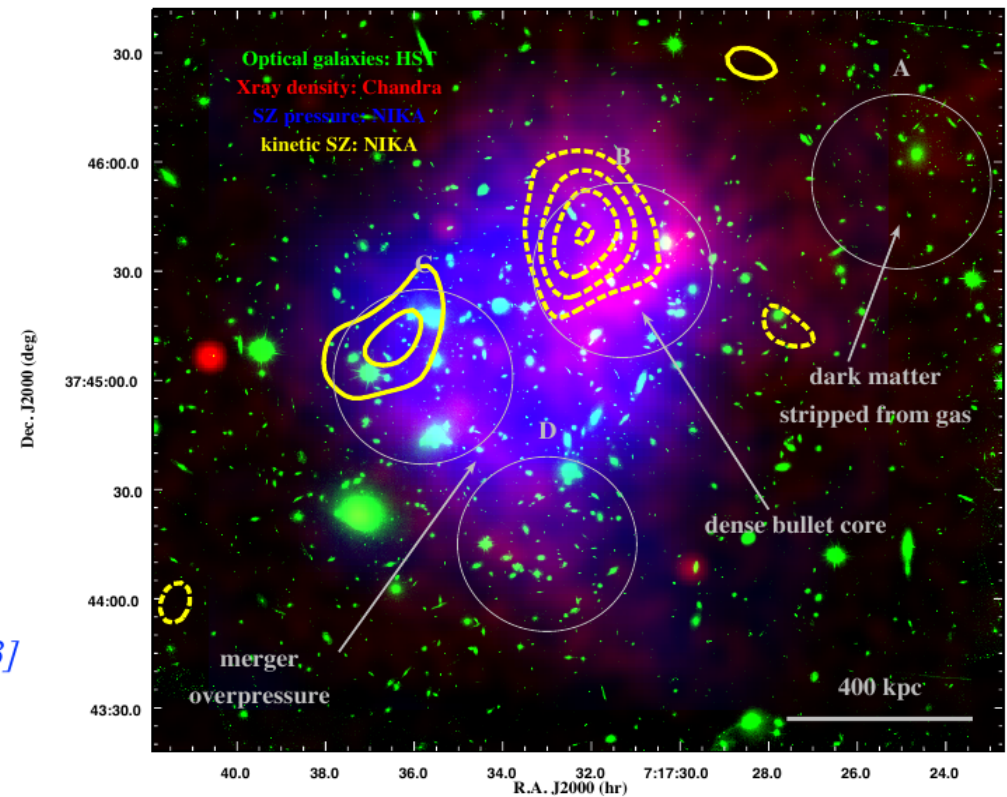 Optical galaxies: HST
Xray density: Chandra
SZ pressure: NIKA
kinetic SZ: NIKA
A
B
C
D
dark matter
stripped from gas
dense bullet core
merger
overpressure
400 kpc
3]
30.0
46:00.0
30.0
37:45:00.0
30.0
44:00.0
43:30.0
Dec. J2000 (deg)
40.0 38.0 36.0 34.0 32.0 7:17:30.0 28.0 26.0 24.0
R.A. J2000 (hr)